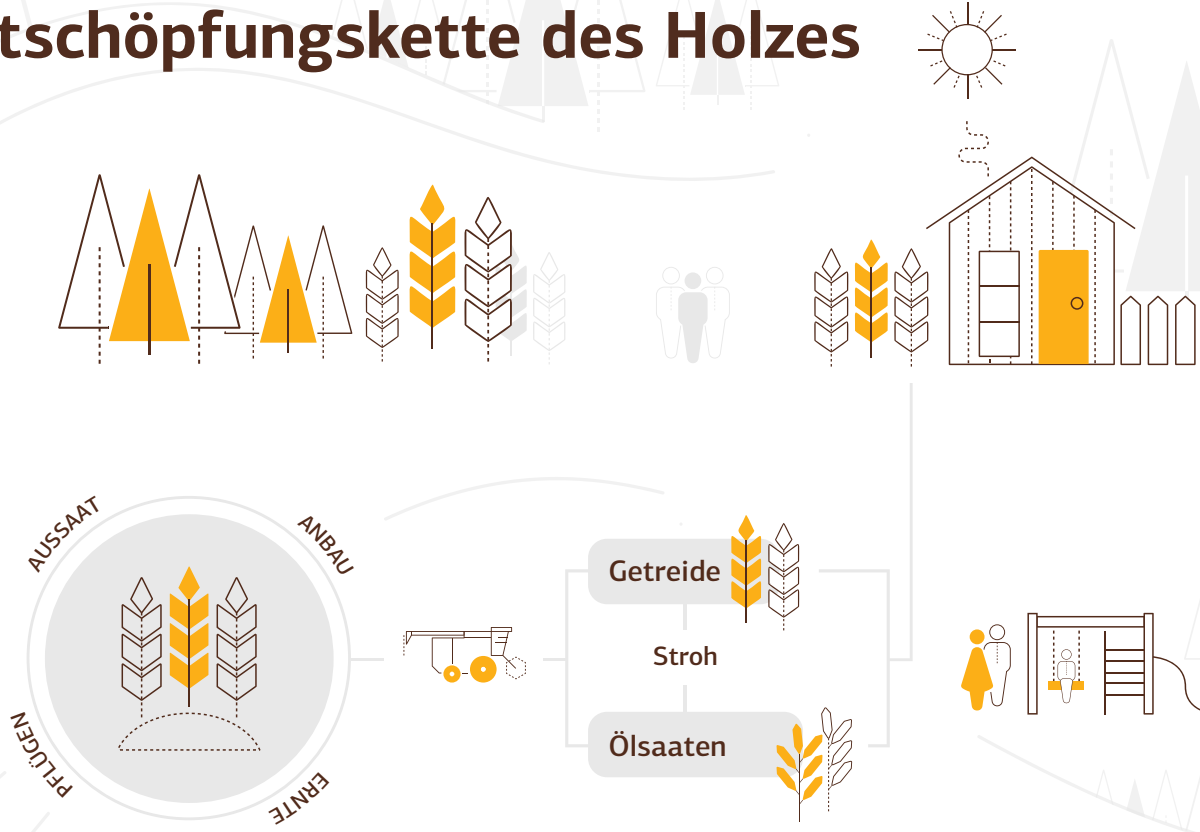 tschöpfungskette des Holzes
AUSSAAT
ANBAU
Getreide
Stroh
PFLÜGEN
Ölsaaten
ERNTE